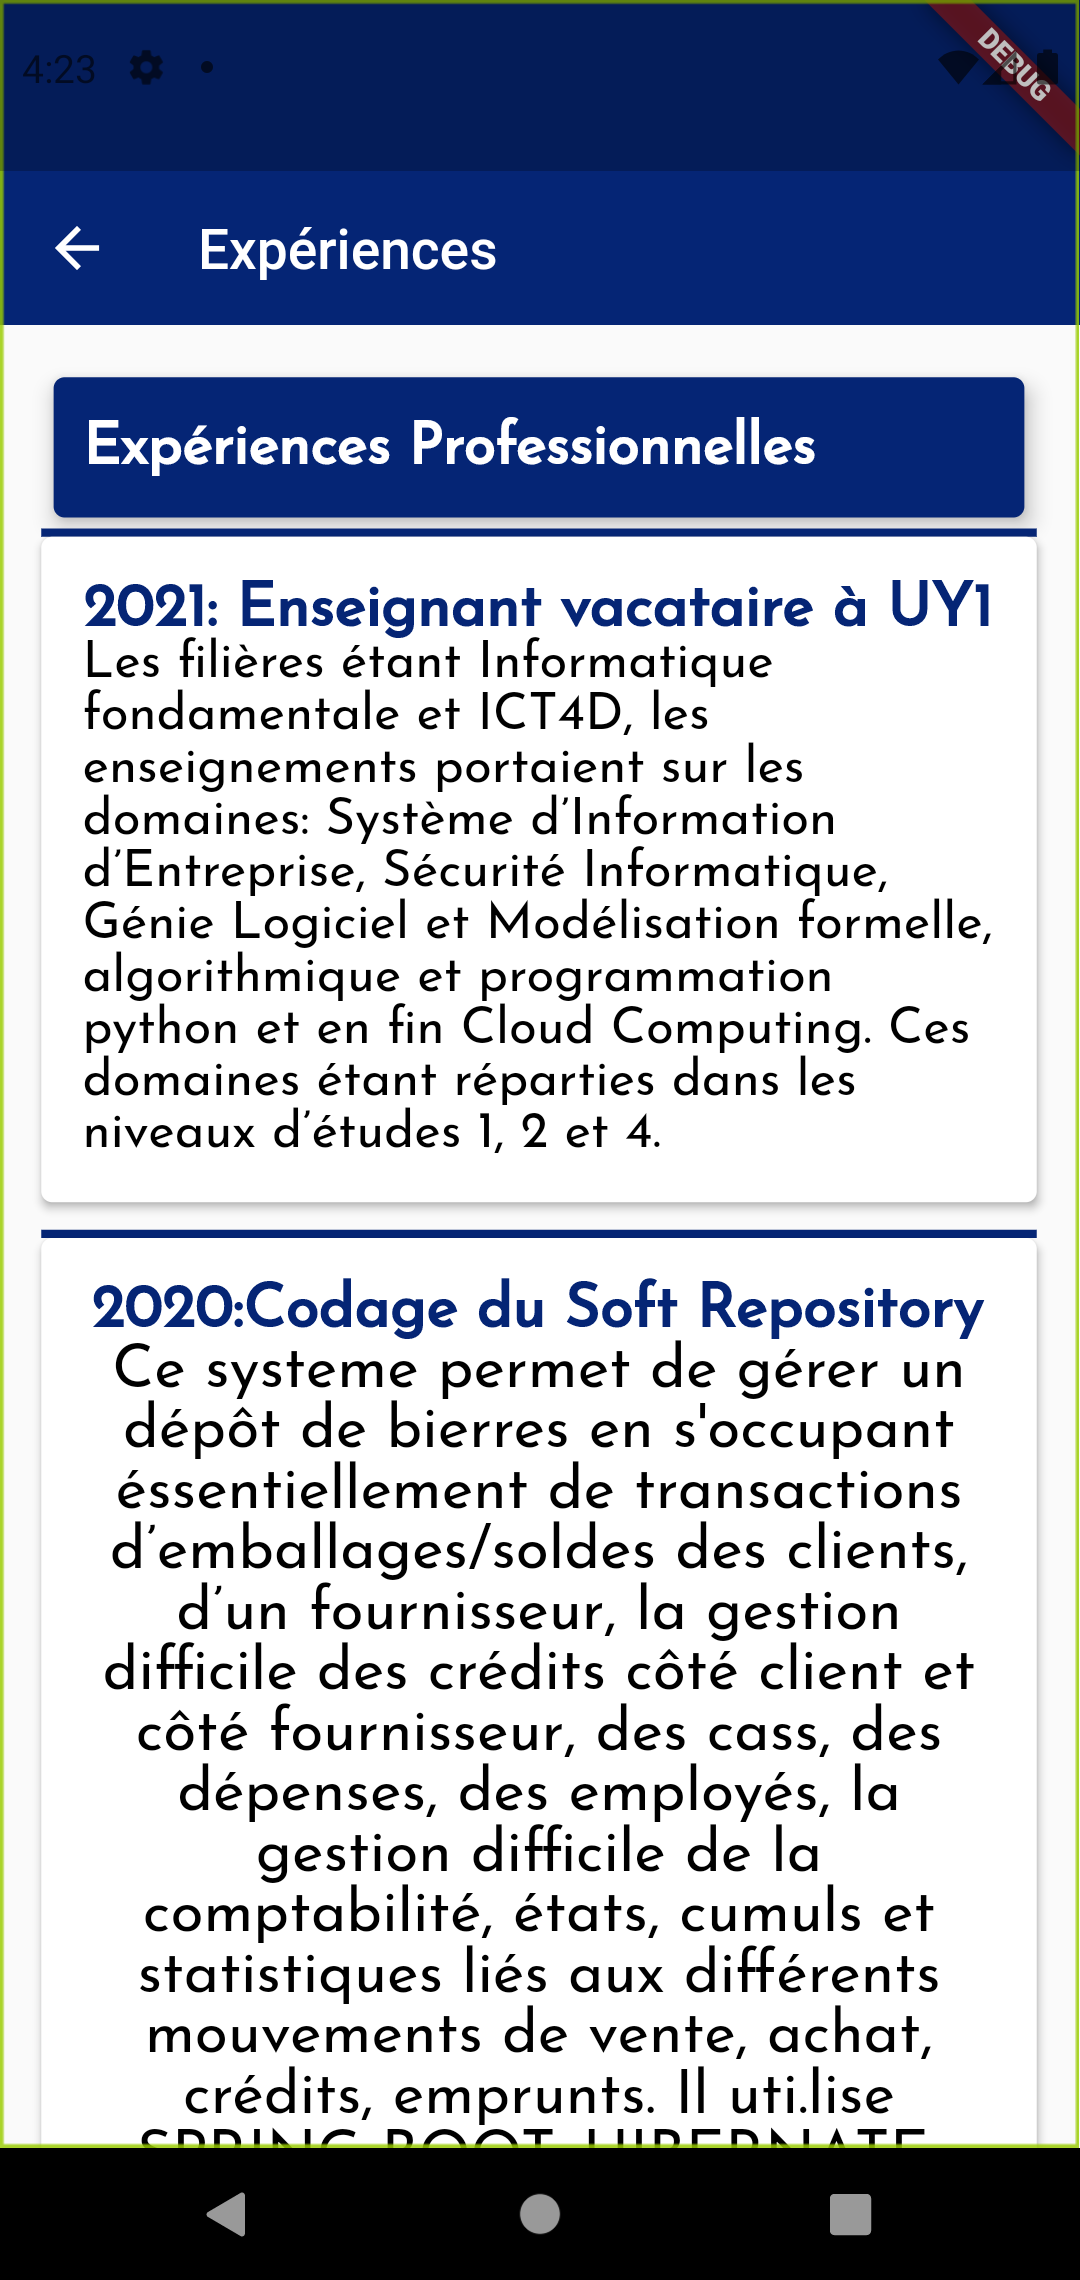 4:23
DEBUG
Expériences
Expériences Professionnelles
2021: Enseignant vacataire à UY1
Les filières étant Informatique
fondamentale et ICT4D, les
enseignements portaient sur les
domaines: Système d’Information
d’Entreprise, Sécurité Informatique,
Génie Logiciel et Modélisation formelle,
algorithmique et programmation
python et en fin Cloud Computing. Ces
domaines étant réparties dans les
niveaux d’études 1, 2 et 4.
2020:Codage du Soft Repository
Ce systeme permet de gérer un
dépôt de bierres en s'occupant
éssentiellement de transactions
d’emballages/soldes des clients,
d’un fournisseur, la gestion
difficile des crédits côté client et
côté fournisseur, des cass, des
dépenses, des employés, la
gestion difficile de la
comptabilité, états, cumuls et
statistiques liés aux différents
mouvements de vente, achat,
crédits, emprunts. Il uti.lise
SPRING BOOT, HIBERNATE,